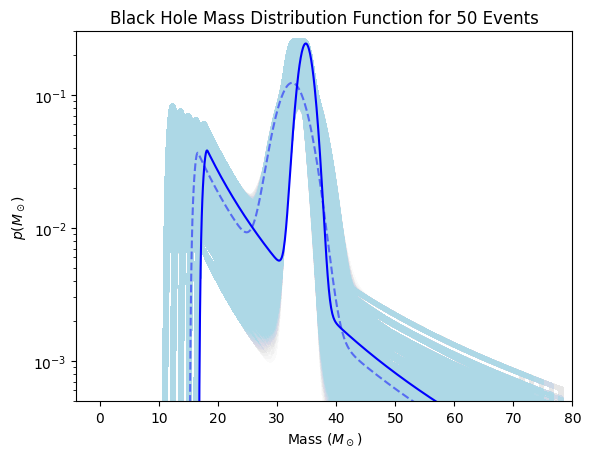 Black Hole Mass Distribution Function for 50 Events
p(M⊙)
10⁻¹
10⁻²
10⁻³
0 10 20 30 40 50 60 70 80
Mass (M⊙)